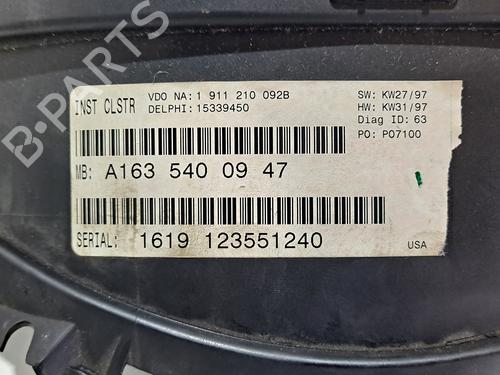 B-PARTS
INST CLSTR
VDO NA: 1 911 210 092B
DELPHI: 15339450
SW: KW27/97
HW: KW31/97
Diag ID: 63
PO: P07100
MB: A163 540 09 47
SERIAL: 1619 123551240
USA